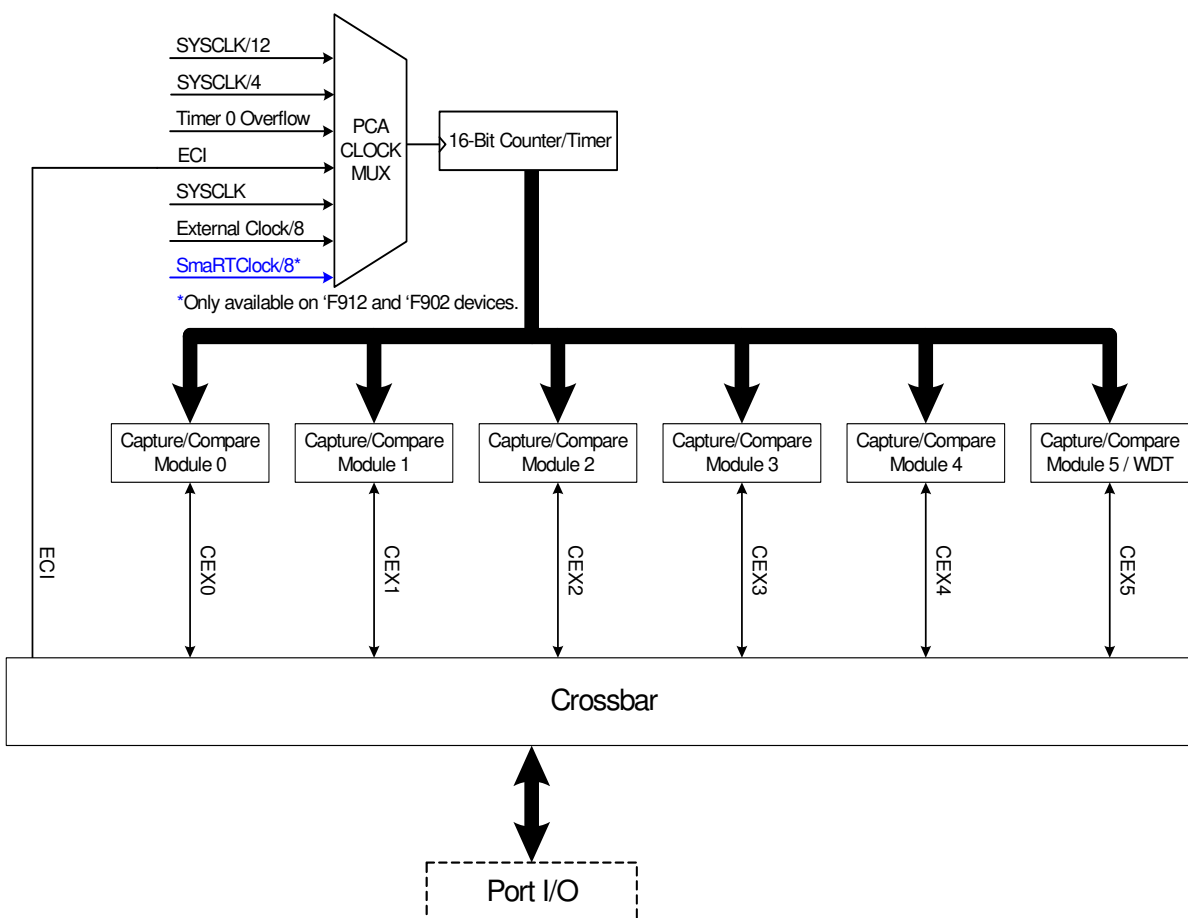 SYSCLK/12
SYSCLK/4
Timer 0 Overflow
ECI
SYSCLK
External Clock/8
SmaRTClock/8*
PCA
CLOCK
MUX
16-Bit Counter/Timer
*Only available on ‘F912 and ‘F902 devices.
Capture/Compare
Module 0
Capture/Compare
Module 1
Capture/Compare
Module 2
Capture/Compare
Module 3
Capture/Compare
Module 4
Capture/Compare
Module 5 / WDT
ECI
CEX0
CEX1
CEX2
CEX3
CEX4
CEX5
Crossbar
Port I/O